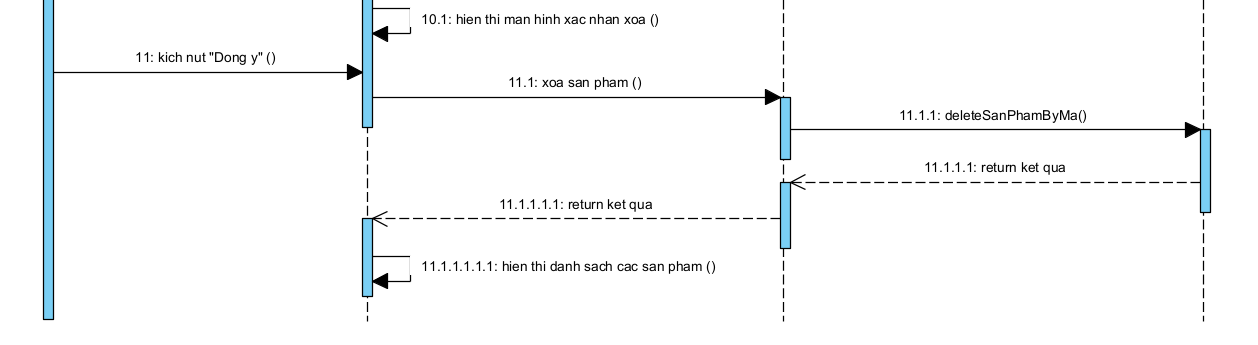 10.1: hien thi man hinh xac nhan xoa ()
11: kich nut "Dong y" ()
11.1: xoa san pham ()
11.1.1: deleteSanPhamByMa()
11.1.1.1: return ket qua
11.1.1.1.1: return ket qua
11.1.1.1.1.1: hien thi danh sach cac san pham ()